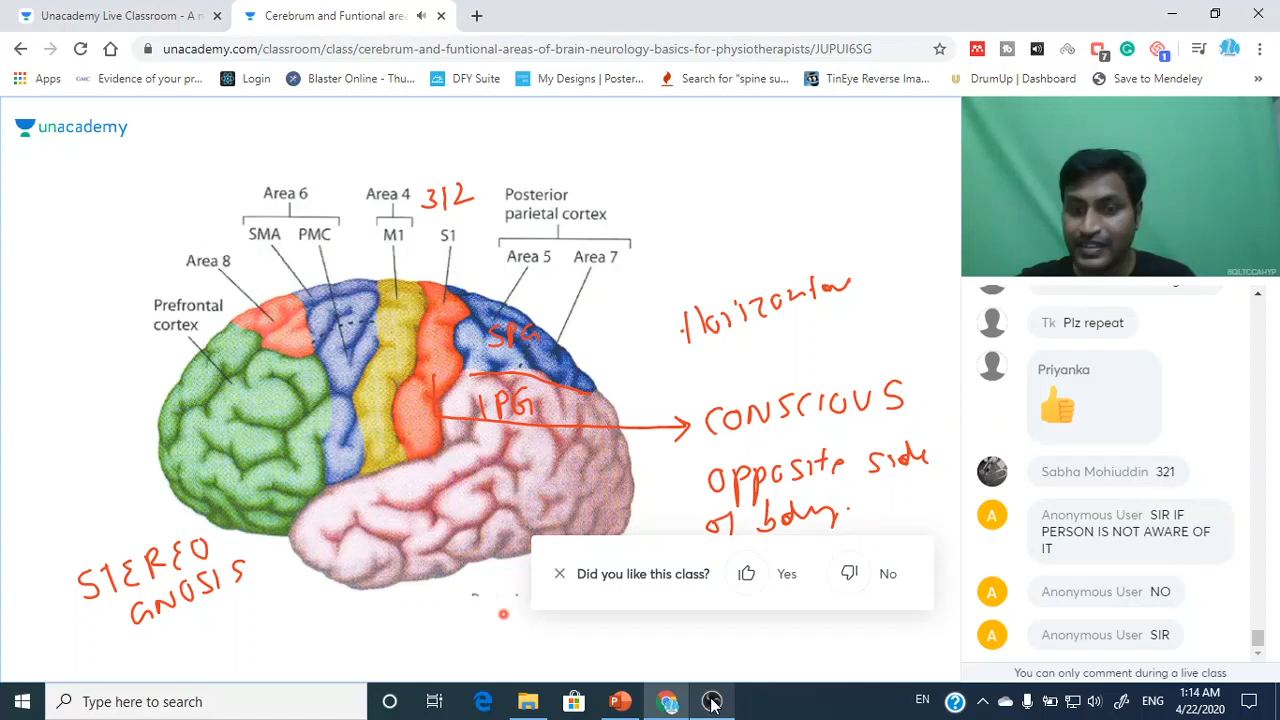 Unacademy Live Classroom - A n
Cerebrum and Funtional area
unacademy.com/classroom/class/cerebrum-and-funtional-areas-of-brain-neurology-basics-for-physiotherapists/JUPUI6SG
7
1
Apps
GMC
Evidence of your pr...
Login
Blaster Online - Thu...
DFY Suite
My Designs | Poster...
Search for "spine su...
TinEye Reverse Imag...
DrumUp | Dashboard
Save to Mendeley
»
unacademy
Area 6
Area 4
312
Posterior
parietal cortex
SMA
PMC
M1
S1
Area 8
Area 5
Area 7
Prefrontal
cortex
SPG
IPG
Horizontal
CONSCIOUS
opposite side
of body.
STEREO
GNOSIS
Did you like this class?
Yes
No
Tk Plz repeat
Priyanka
Sabha Mohiuddin 321
A
Anonymous User SIR IF
PERSON IS NOT AWARE OF
IT
A
Anonymous User NO
A
Anonymous User SIR
You can only comment during a live class
Type here to search
EN
ENG
1:14 AM
4/22/2020